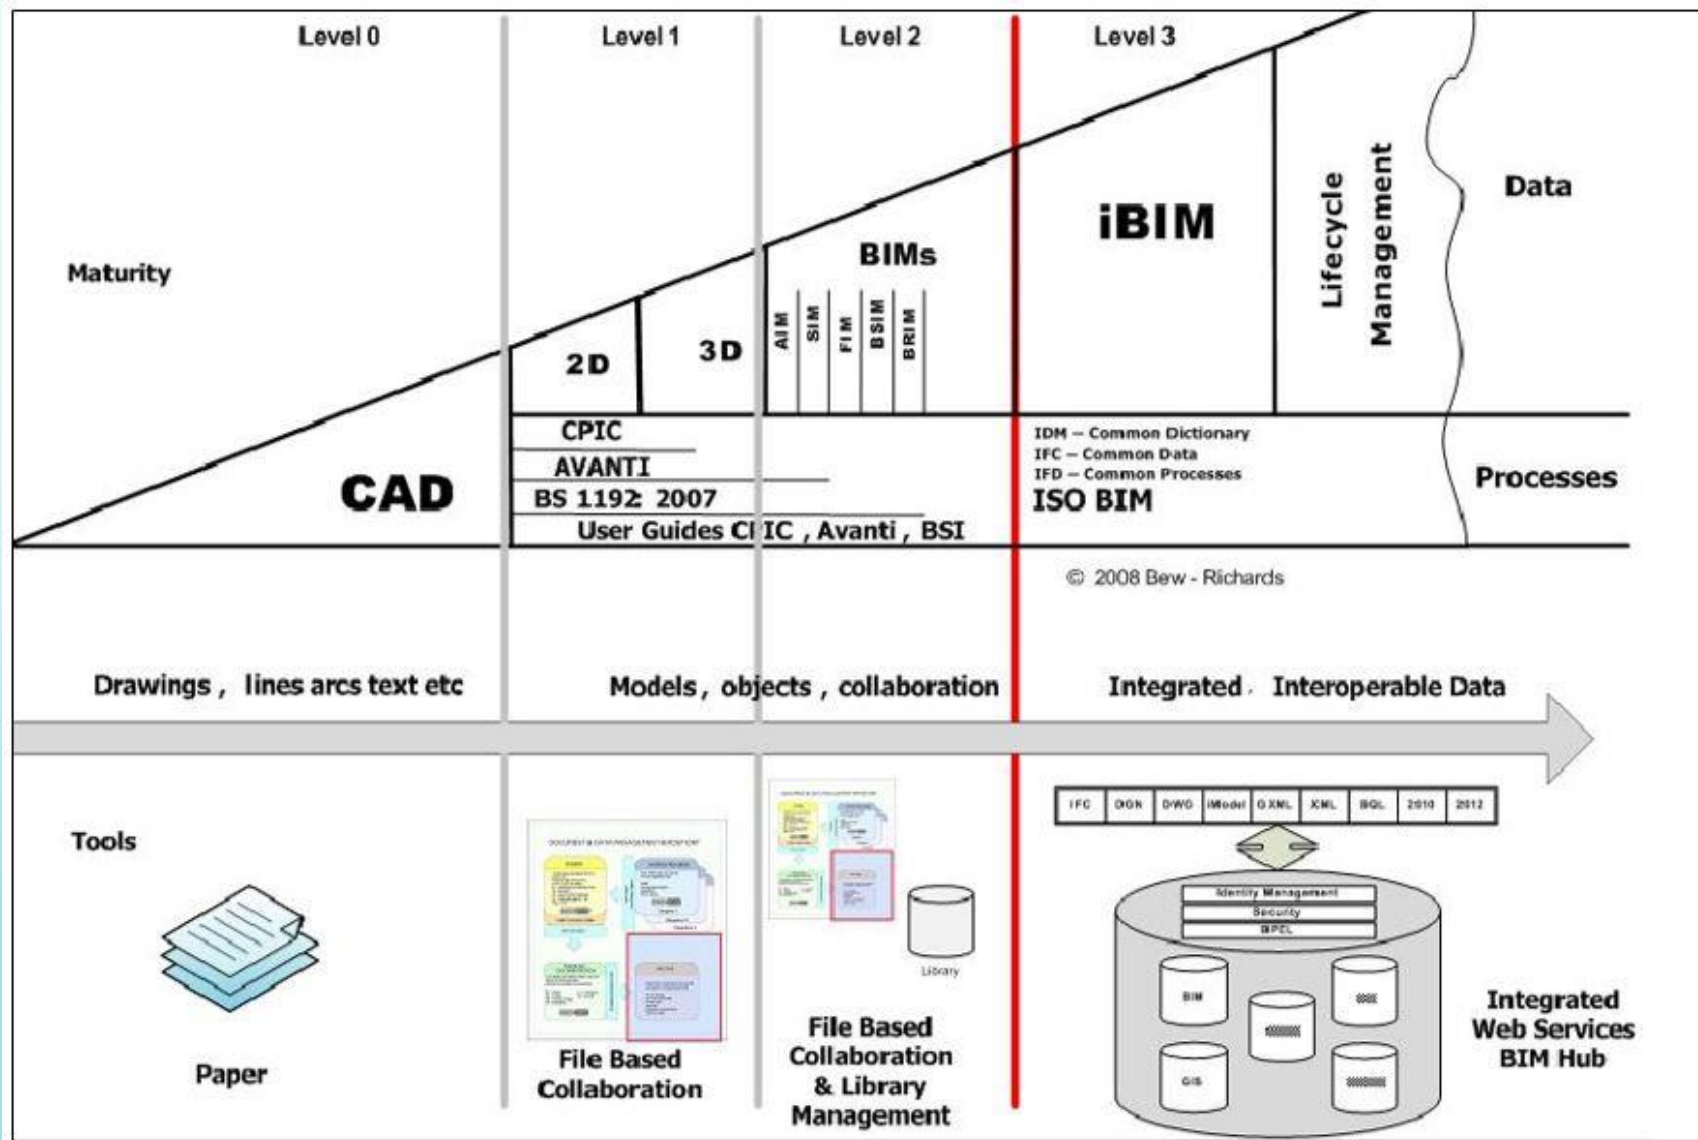 Level 0
Level 1
Level 2
Level 3
Maturity
CAD
2D
3D
BIMs
AIM
SIM
FIM
BSIM
BRIM
iBIM
Lifecycle
Management
Data
CPIC
AVANTI
BS 1192: 2007
User Guides CPIC , Avanti , BSI
IDM – Common Dictionary
IFC – Common Data
IFD – Common Processes
ISO BIM
Processes
© 2008 Bew - Richards
Drawings , lines arcs text etc
Models , objects , collaboration
Integrated , Interoperable Data
Tools
Paper
File Based
Collaboration
Library
File Based
Collaboration
& Library
Management
IFC DGN DWG iModel GXML XML SQL 2010 2012
Identity Management
Security
BPEL
BIM
GIS
Integrated
Web Services
BIM Hub